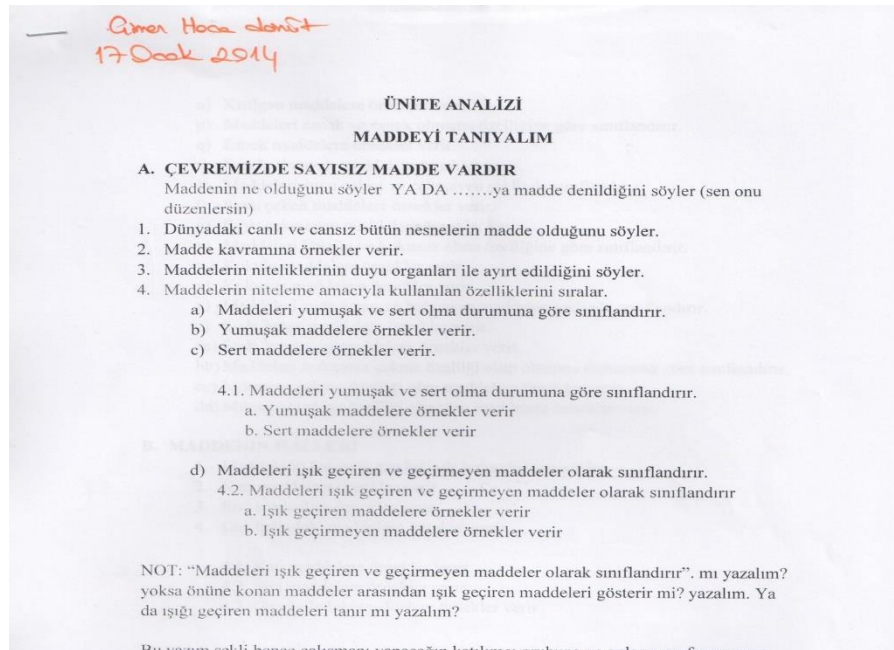 Hoca dönüt
17 Ocak 2014
ÜNİTE ANALİZİ
MADDEYİ TANIYALIM
A. ÇEVREMİZDE SAYISIZ MADDE VARDIR
Maddenin ne olduğunu söyler YA DA .......ya madde denildiğini söyler (sen onu
düzenlersin)
1. Dünyadaki canlı ve cansız bütün nesnelerin madde olduğunu söyler.
2. Madde kavramına örnekler verir.
3. Maddelerin niteliklerinin duyu organları ile ayırt edildiğini söyler.
4. Maddelerin niteleme amacıyla kullanılan özelliklerini sıralar.
a) Maddeleri yumuşak ve sert olma durumuna göre sınıflandırır.
b) Yumuşak maddelere örnekler verir.
c) Sert maddelere örnekler verir.
4.1. Maddeleri yumuşak ve sert olma durumuna göre sınıflandırır.
a. Yumuşak maddelere örnekler verir
b. Sert maddelere örnekler verir
d) Maddeleri ışık geçiren ve geçirmeyen maddeler olarak sınıflandırır.
4.2. Maddeleri ışık geçiren ve geçirmeyen maddeler olarak sınıflandırır
a. Işık geçiren maddelere örnekler verir
b. Işık geçirmeyen maddelere örnekler verir
NOT: “Maddeleri ışık geçiren ve geçirmeyen maddeler olarak sınıflandırır”. mı yazalım?
yoksa önüne konan maddeler arasından ışık geçiren maddeleri gösterir mi? yazalım. Ya
da ışığı geçiren maddeleri tanır mı yazalım?